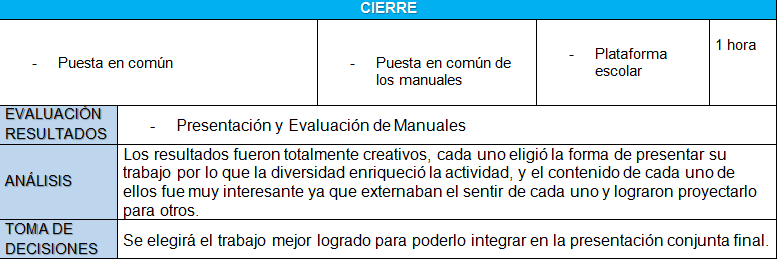 CIERRE
- Puesta en común
- Puesta en común de
los manuales
- Plataforma
escolar
1 hora
EVALUACIÓN
RESULTADOS
- Presentación y Evaluación de Manuales
ANÁLISIS
Los resultados fueron totalmente creativos, cada uno eligió la forma de presentar su
trabajo por lo que la diversidad enriqueció la actividad, y el contenido de cada uno de
ellos fue muy interesante ya que externaban el sentir de cada uno y lograron proyectarlo
para otros.
TOMA DE
DECISIONES
Se elegirá el trabajo mejor logrado para poderlo integrar en la presentación conjunta final.